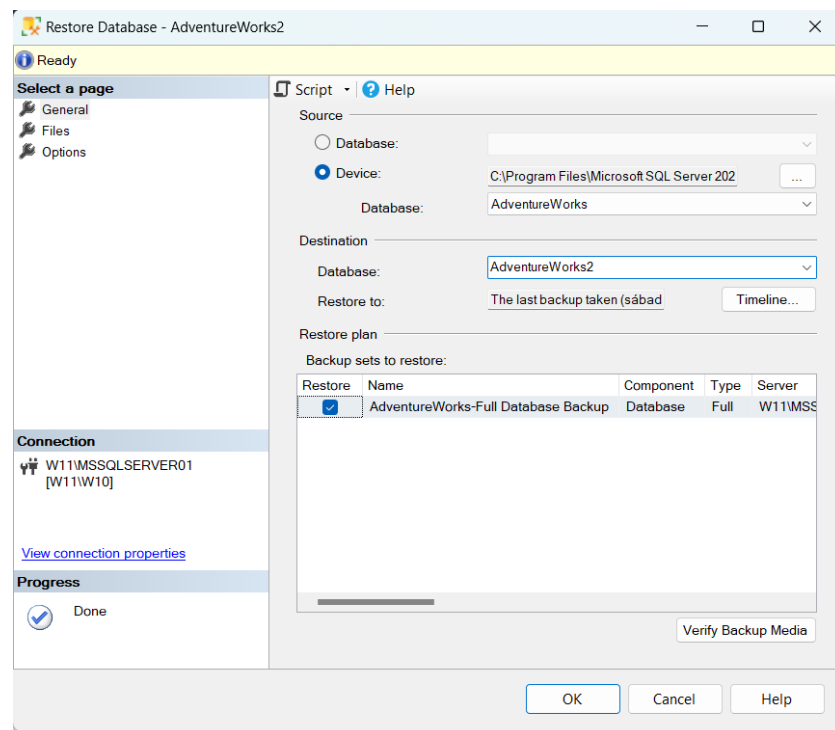 Restore Database - AdventureWorks2
Ready
Select a page
General
Files
Options
Connection
W11\MSSQLSERVER01
[W11\W10]
View connection properties
Progress
Done
Script Help
Source
Database:
Device: C:\Program Files\Microsoft SQL Server 202 ...
Database: AdventureWorks
Destination
Database: AdventureWorks2
Restore to: The last backup taken (sábad Timeline...
Restore plan
Backup sets to restore:
Restore Name Component Type Server
AdventureWorks-Full Database Backup Database Full W11\MSS
Verify Backup Media
OK Cancel Help